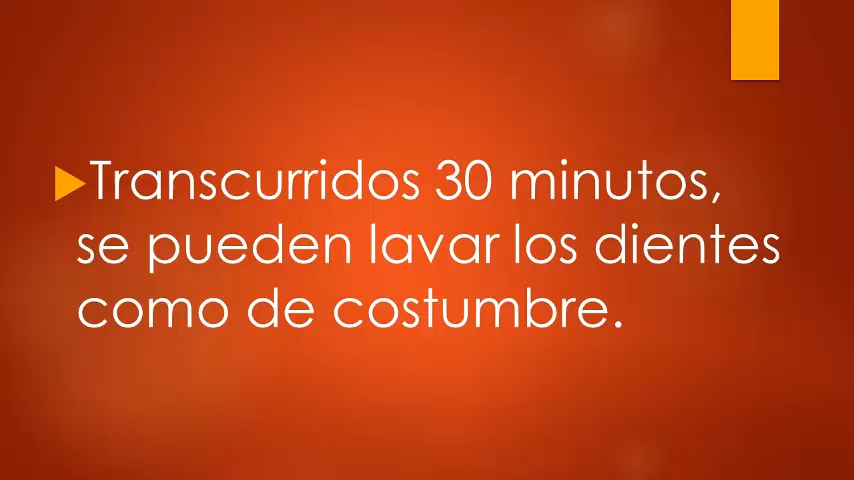 Transcurridos 30 minutos,
se pueden lavar los dientes
como de costumbre.